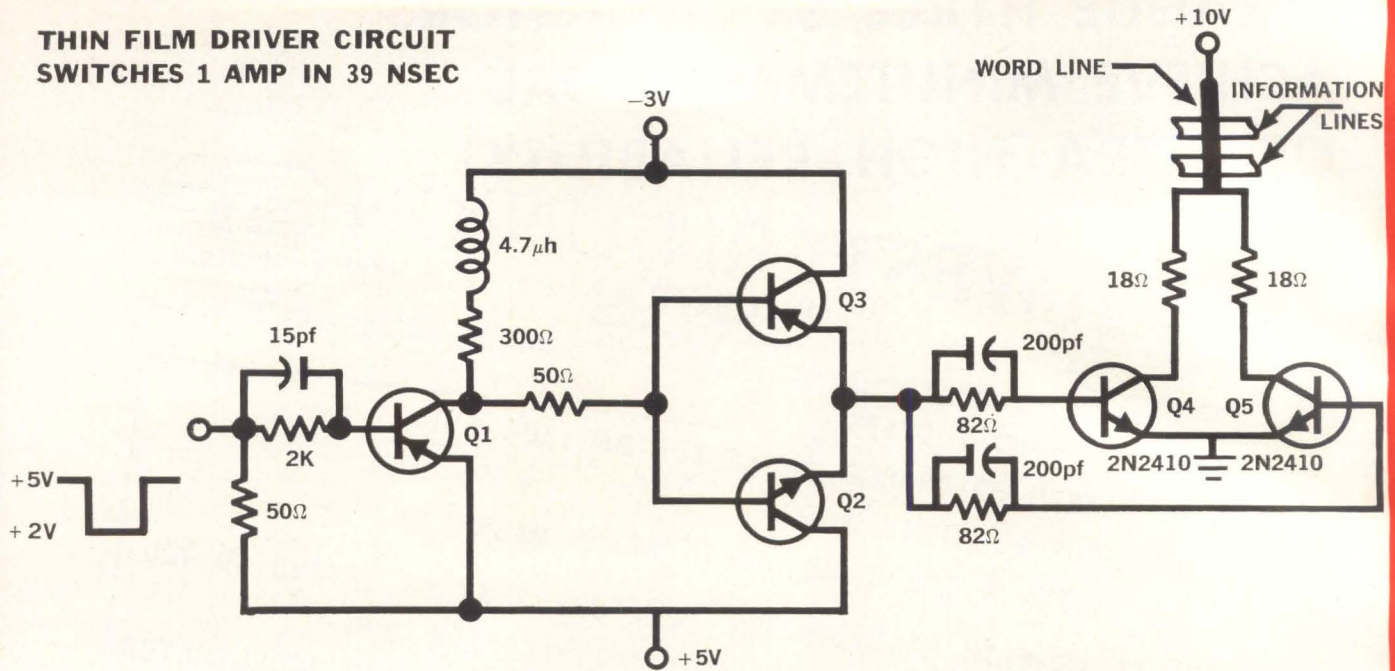 THIN FILM DRIVER CIRCUIT
SWITCHES 1 AMP IN 39 NSEC
+10V
WORD LINE
INFORMATION
LINES
−3V
4.7μh
300Ω
15pf
2K
50Ω
+5V
+ 2V
Q1
50Ω
Q3
Q2
+5V
200pf
82Ω
200pf
82Ω
18Ω
18Ω
Q4
Q5
2N2410
2N2410